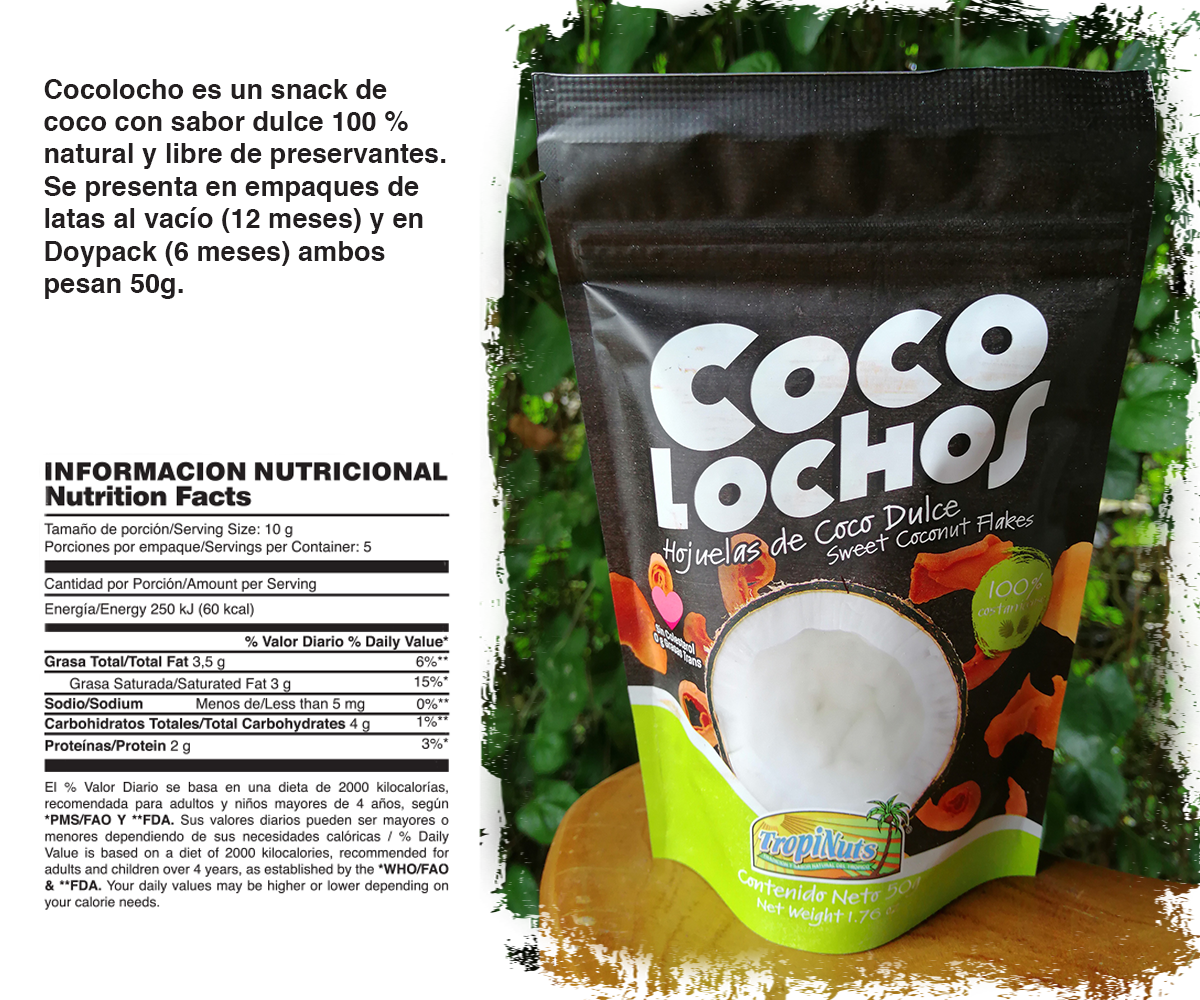 Cocolocho es un snack de
coco con sabor dulce 100 %
natural y libre de preservantes.
Se presenta en empaques de
latas al vacío (12 meses) y en
Doypack (6 meses) ambos
pesan 50g.
INFORMACION NUTRICIONAL
Nutrition Facts
Tamaño de porción/Serving Size: 10 g
Porciones por empaque/Servings per Container: 5
Cantidad por Porción/Amount per Serving
Energía/Energy 250 kJ (60 kcal)
% Valor Diario % Daily Value*
Grasa Total/Total Fat 3,5 g 6%**
Grasa Saturada/Saturated Fat 3 g 15%*
Sodio/Sodium Menos de/Less than 5 mg 0%**
Carbohidratos Totales/Total Carbohydrates 4 g 1%**
Proteínas/Protein 2 g 3%*
El % Valor Diario se basa en una dieta de 2000 kilocalorías,
recomendada para adultos y niños mayores de 4 años, según
*PMS/FAO Y **FDA. Sus valores diarios pueden ser mayores o
menores dependiendo de sus necesidades calóricas / % Daily
Value is based on a diet of 2000 kilocalories, recommended for
adults and children over 4 years, as established by the *WHO/FAO
& **FDA. Your daily values may be higher or lower depending on
your calorie needs.
COCO
LOCHOS
Hojuelas de Coco Dulce
Sweet Coconut Flakes
100%
Sin Colesterol
0 g Grasas Trans
TropiNuts
Contenido Neto 50g
Net Weight 1.76